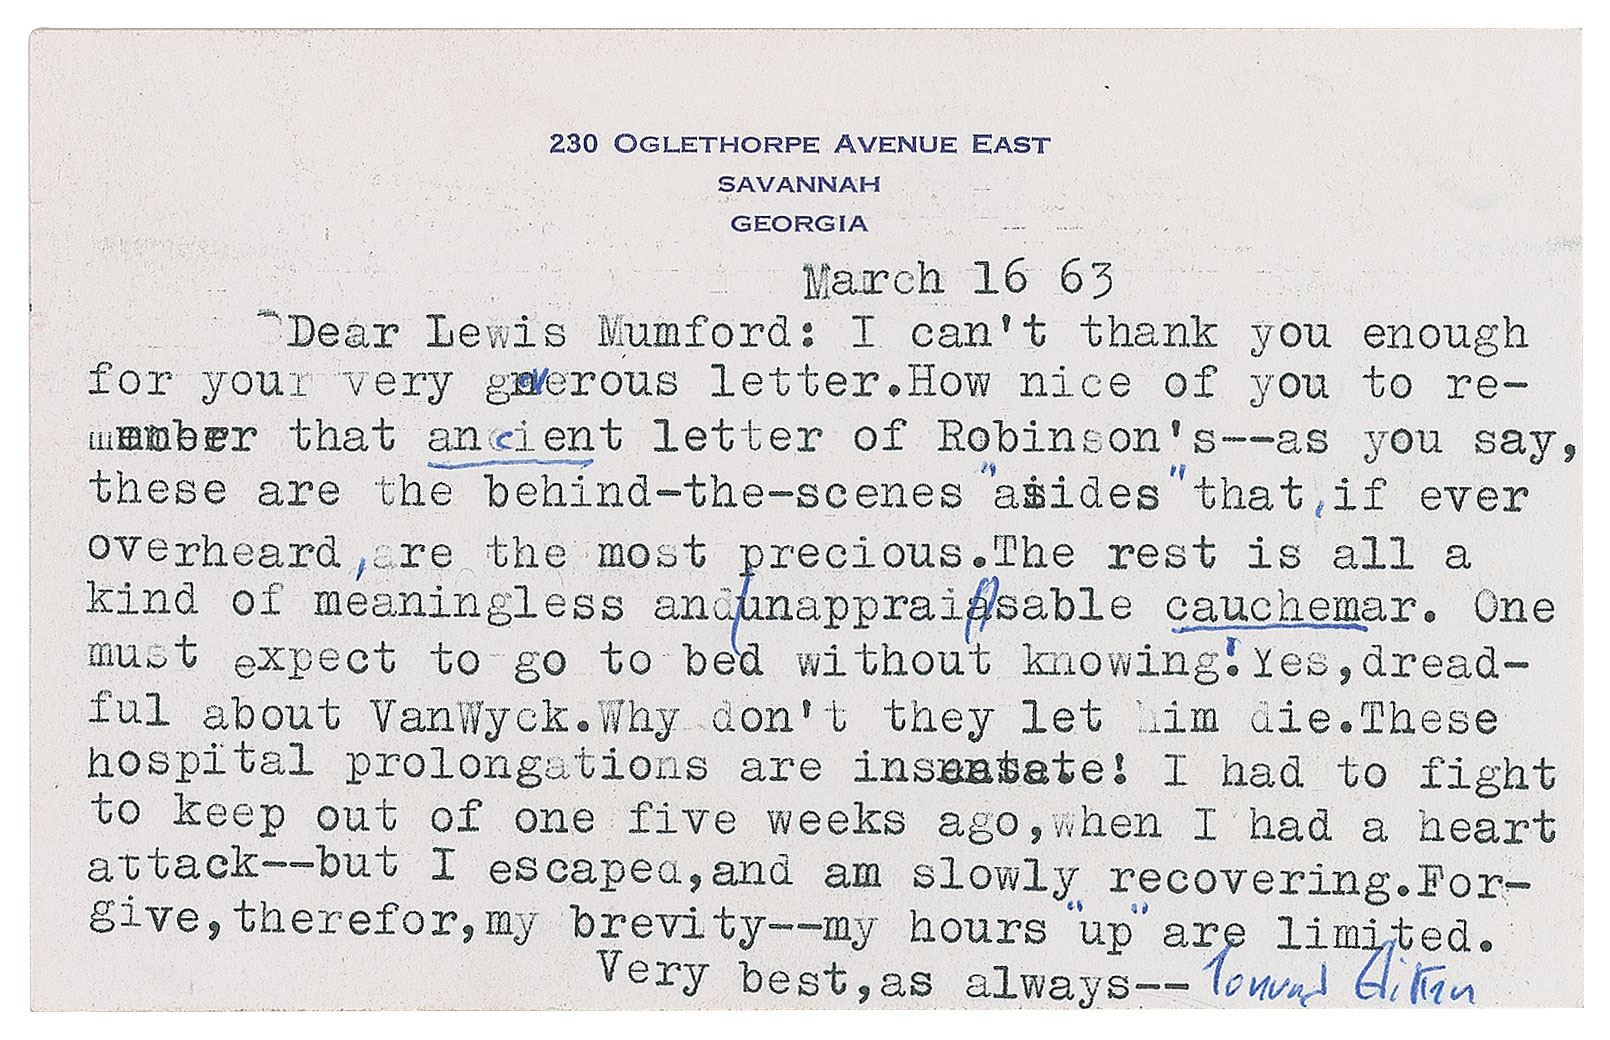 230 OGLETHORPE AVENUE EAST
SAVANNAH
GEORGIA
March 16 63
Dear Lewis Mumford: I can't thank you enough
for your very generous letter.How nice of you to re-
member that ancient letter of Robinson's--as you say,
these are the behind-the-scenes "asides" that,if ever
overheard,are the most precious.The rest is all a
kind of meaningless and unappraisable cauchemar. One
must expect to go to bed without knowing! Yes,dread-
ful about VanWyck.Why don't they let him die.These
hospital prolongations are insensate! I had to fight
to keep out of one five weeks ago,when I had a heart
attack--but I escaped,and am slowly recovering.For-
give,therefor,my brevity--my hours "up" are limited.
Very best,as always-- Conrad Aiken